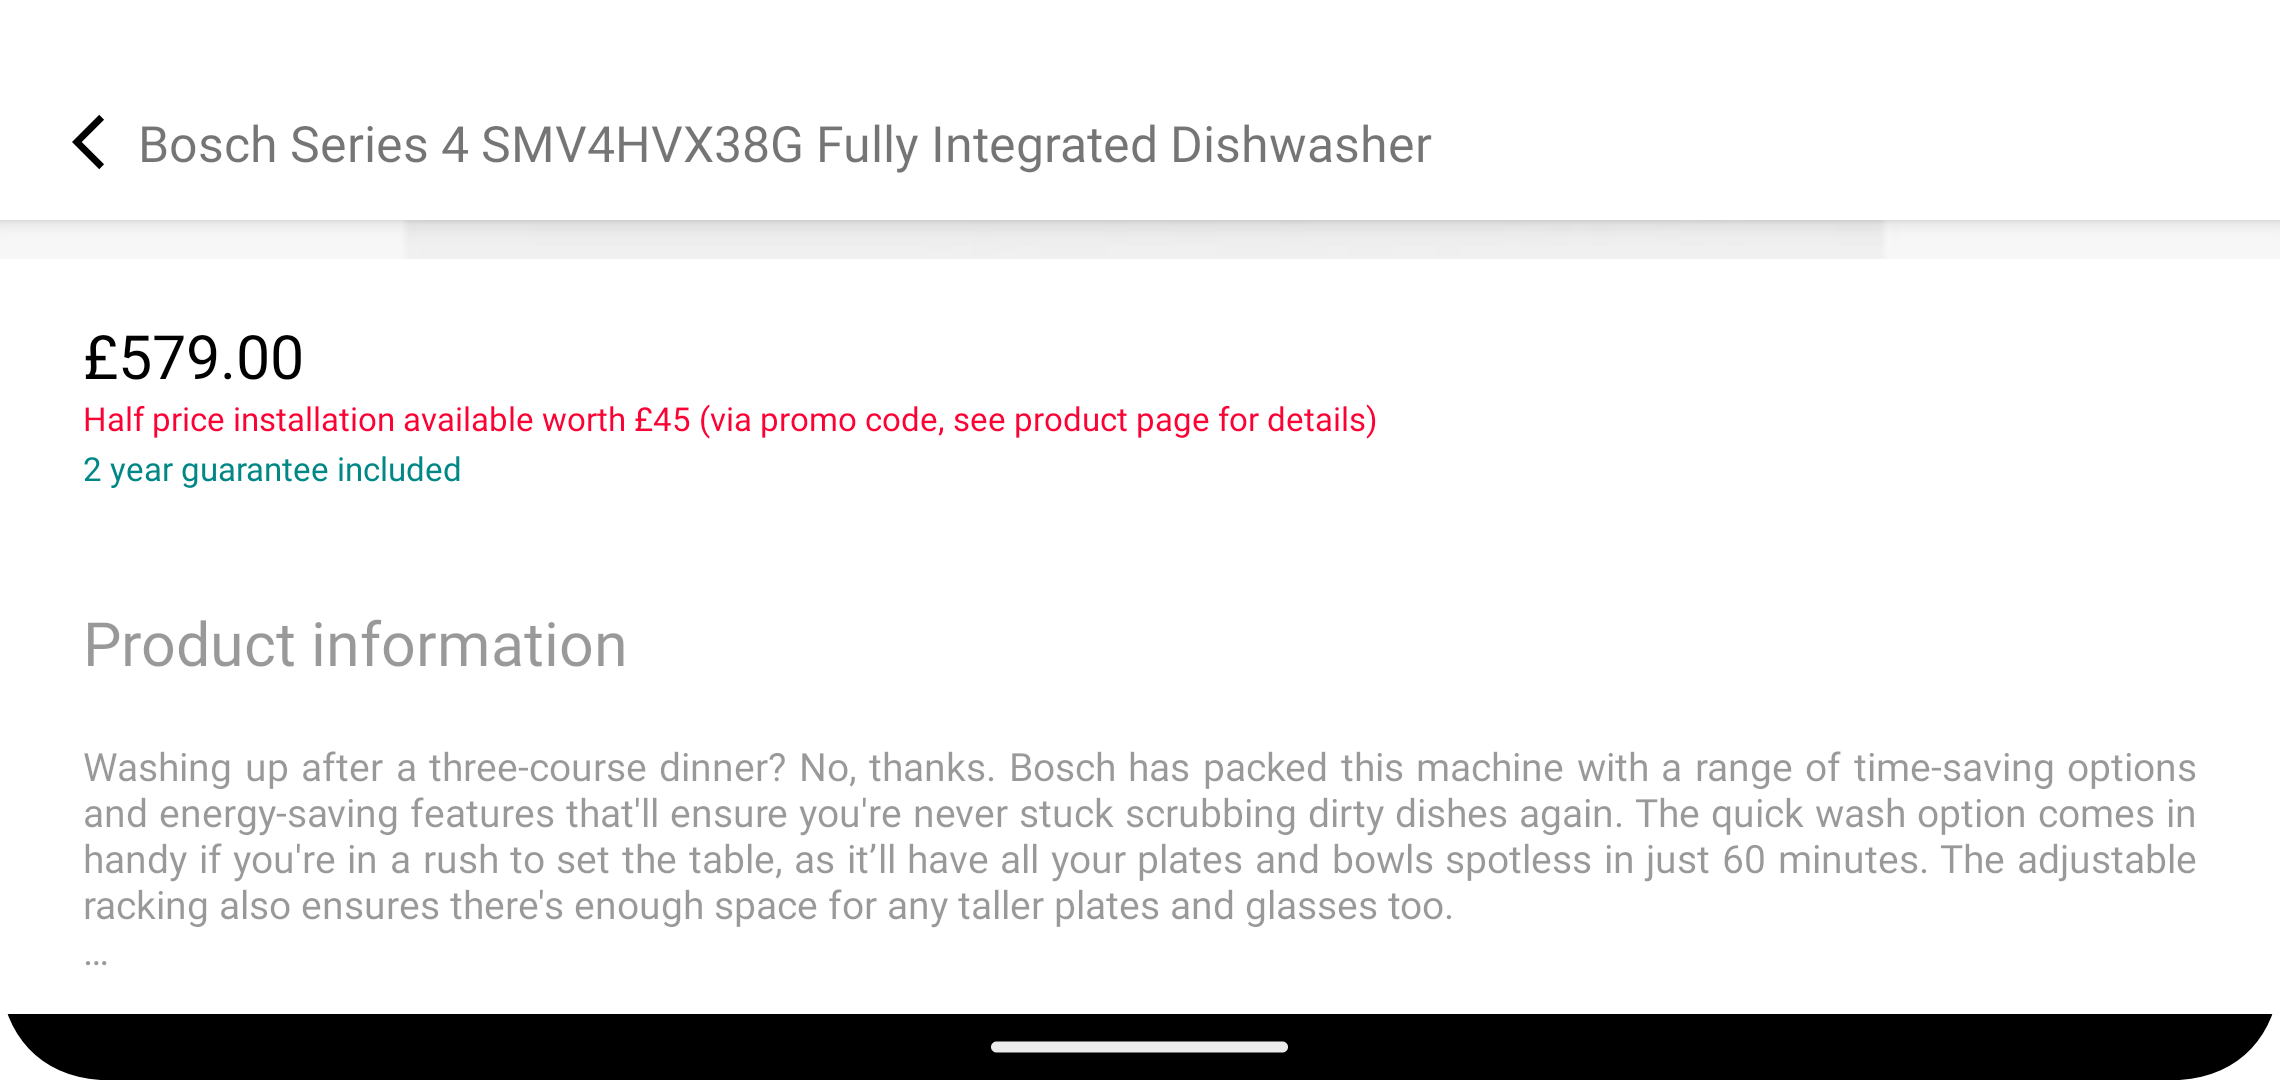 Bosch Series 4 SMV4HVX38G Fully Integrated Dishwasher
£579.00
Half price installation available worth £45 (via promo code, see product page for details)
2 year guarantee included
Product information
Washing up after a three-course dinner? No, thanks. Bosch has packed this machine with a range of time-saving options
and energy-saving features that'll ensure you're never stuck scrubbing dirty dishes again. The quick wash option comes in
handy if you're in a rush to set the table, as it’ll have all your plates and bowls spotless in just 60 minutes. The adjustable
racking also ensures there's enough space for any taller plates and glasses too.
...